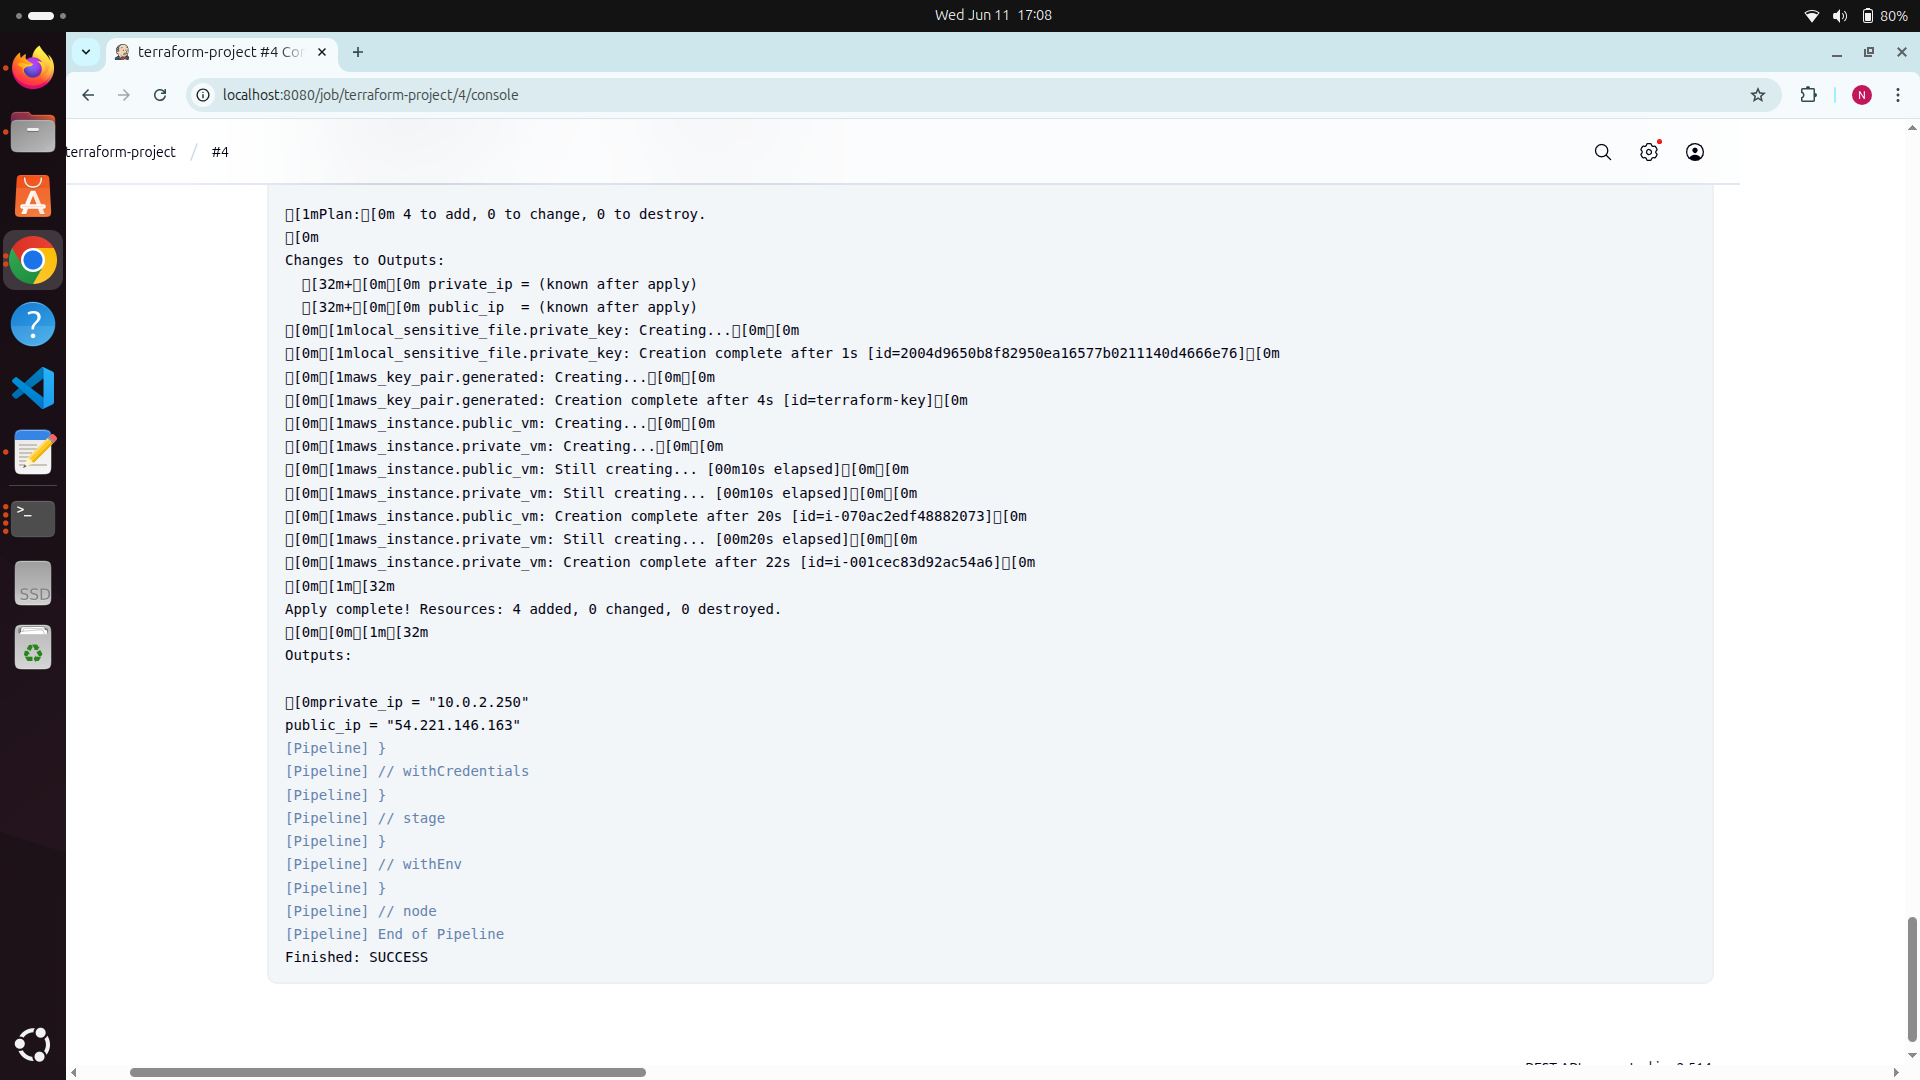 Wed Jun 11 17:08
80%
terraform-project #4 Co
localhost:8080/job/terraform-project/4/console
N
terraform-project / #4
[1mPlan:[0m 4 to add, 0 to change, 0 to destroy.
[0m
Changes to Outputs:
[32m+[0m[0m private_ip = (known after apply)
[32m+[0m[0m public_ip  = (known after apply)
[0m[1mlocal_sensitive_file.private_key: Creating...[0m[0m
[0m[1mlocal_sensitive_file.private_key: Creation complete after 1s [id=2004d9650b8f82950ea16577b0211140d4666e76][0m
[0m[1maws_key_pair.generated: Creating...[0m[0m
[0m[1maws_key_pair.generated: Creation complete after 4s [id=terraform-key][0m
[0m[1maws_instance.public_vm: Creating...[0m[0m
[0m[1maws_instance.private_vm: Creating...[0m[0m
[0m[1maws_instance.public_vm: Still creating... [00m10s elapsed][0m[0m
[0m[1maws_instance.private_vm: Still creating... [00m10s elapsed][0m[0m
[0m[1maws_instance.public_vm: Creation complete after 20s [id=i-070ac2edf48882073][0m
[0m[1maws_instance.private_vm: Still creating... [00m20s elapsed][0m[0m
[0m[1maws_instance.private_vm: Creation complete after 22s [id=i-001cec83d92ac54a6][0m
[0m[1m[32m
Apply complete! Resources: 4 added, 0 changed, 0 destroyed.
[0m[0m[1m[32m
Outputs:
[0mprivate_ip = "10.0.2.250"
public_ip = "54.221.146.163"
[Pipeline] }
[Pipeline] // withCredentials
[Pipeline] }
[Pipeline] // stage
[Pipeline] }
[Pipeline] // withEnv
[Pipeline] }
[Pipeline] // node
[Pipeline] End of Pipeline
Finished: SUCCESS
SSD